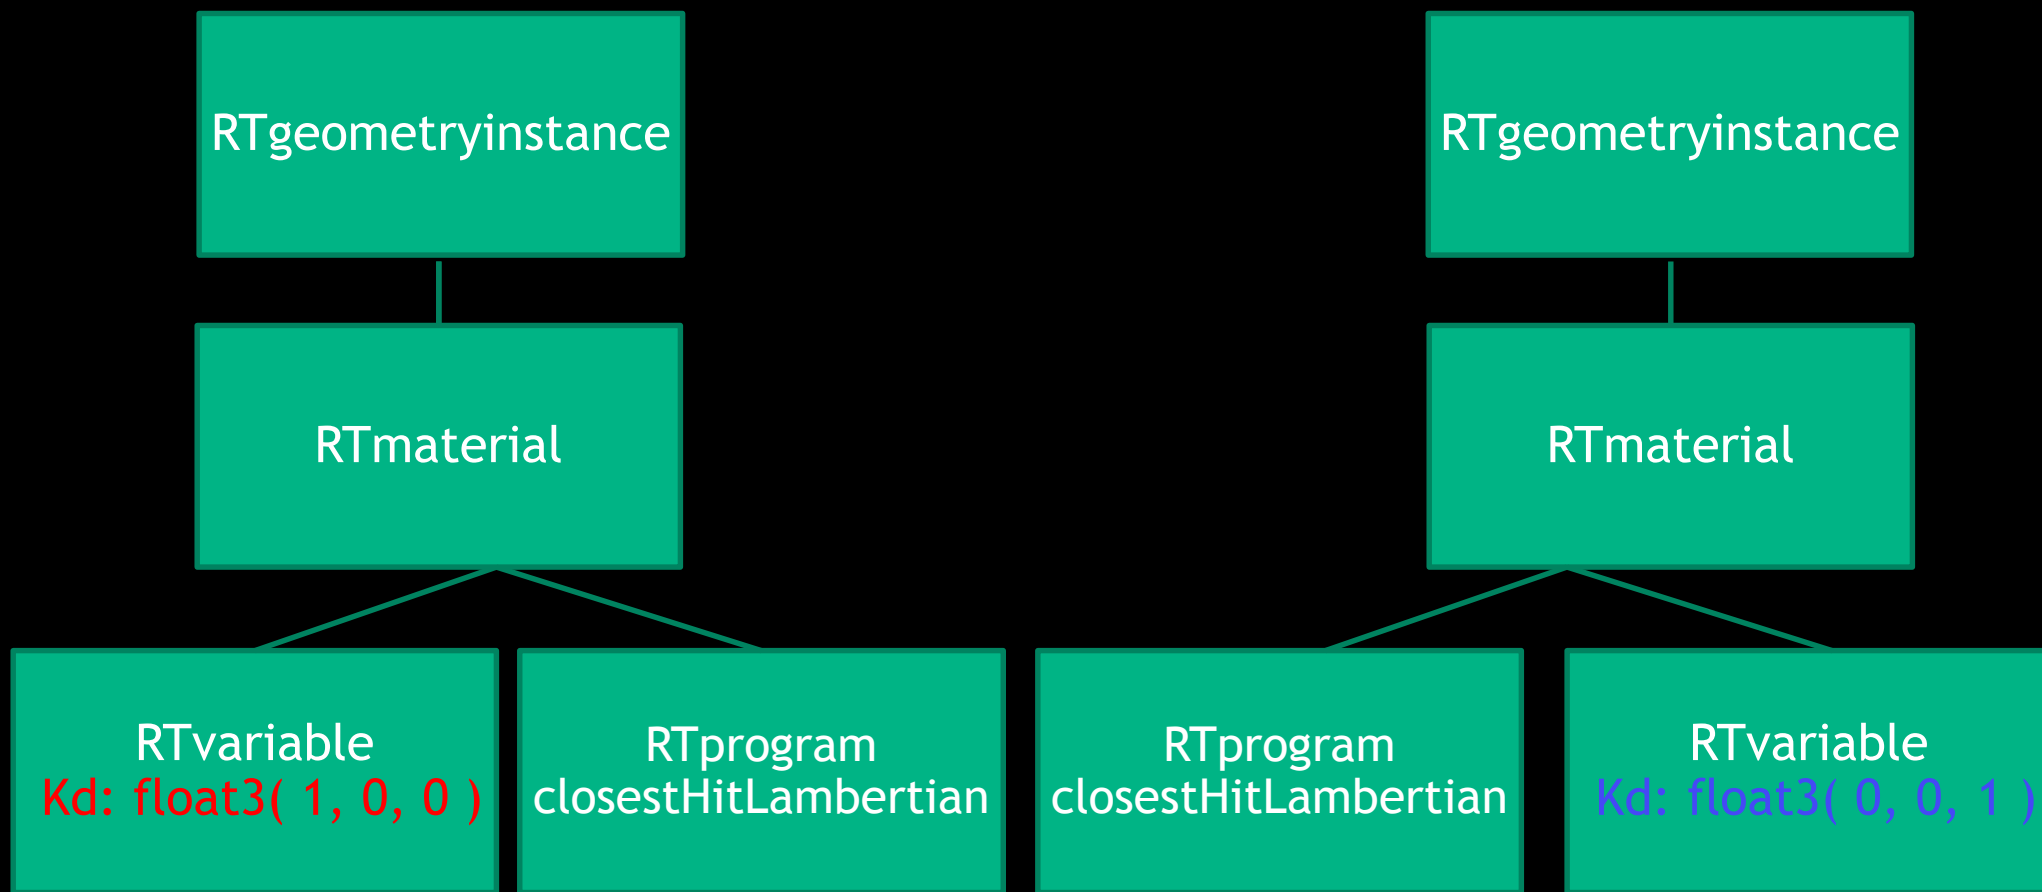 RTgeometryinstance
RTgeometryinstance
RTmaterial
RTmaterial
RTvariable
Kd: float3( 1, 0, 0 )
RTprogram
closestHitLambertian
RTprogram
closestHitLambertian
RTvariable
Kd: float3( 0, 0, 1 )